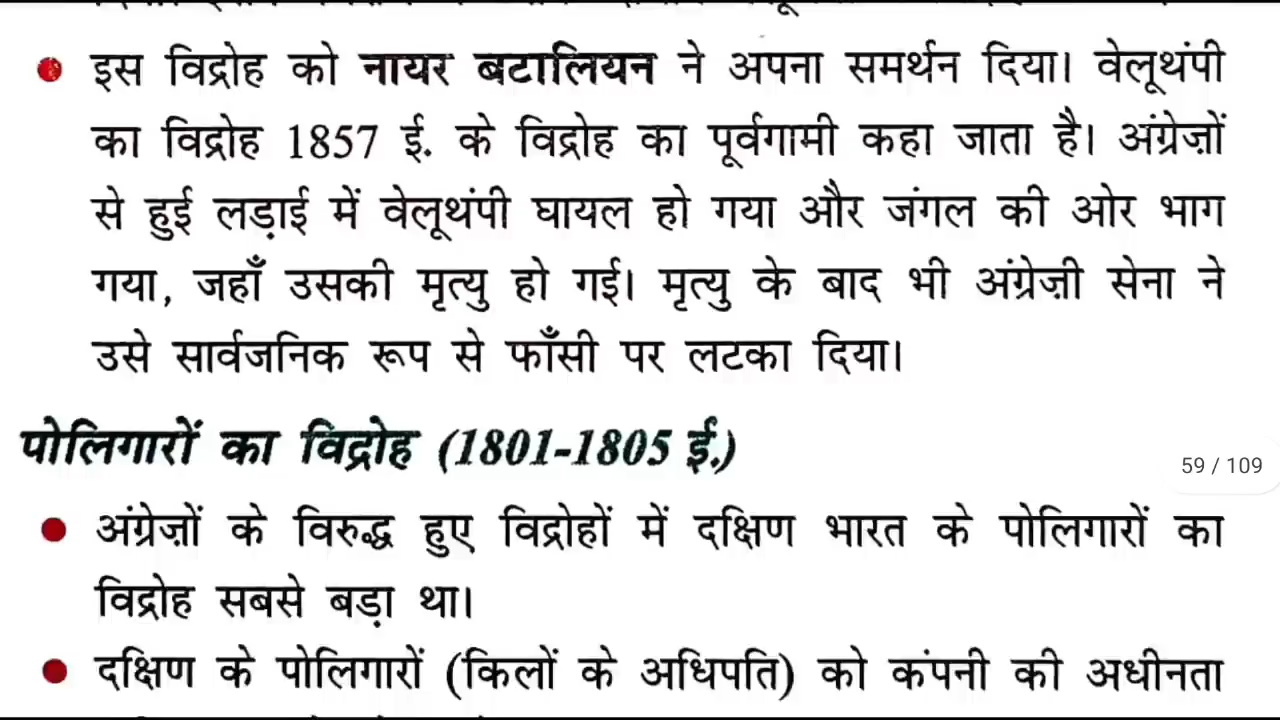 इस विद्रोह को नायर बटालियन ने अपना समर्थन दिया। वेलूथंपी
का विद्रोह 1857 ई. के विद्रोह का पूर्वगामी कहा जाता है। अंग्रेज़ों
से हुई लड़ाई में वेलूथंपी घायल हो गया और जंगल की ओर भाग
गया, जहाँ उसकी मृत्यु हो गई। मृत्यु के बाद भी अंग्रेज़ी सेना ने
उसे सार्वजनिक रूप से फाँसी पर लटका दिया।
पोलिगारों का विद्रोह (1801-1805 ई.)
59 / 109
अंग्रेज़ों के विरुद्ध हुए विद्रोहों में दक्षिण भारत के पोलिगारों का
विद्रोह सबसे बड़ा था।
दक्षिण के पोलिगारों (किलों के अधिपति) को कंपनी की अधीनता